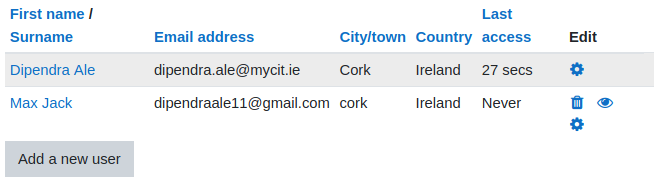 First name / Last
Surname Email address City/town Country access Edit
Dipendra Ale dipendra.ale@mycit.ie Cork Ireland 27 secs
Max Jack dipendraale11@gmail.com cork Ireland Never
Add a new user